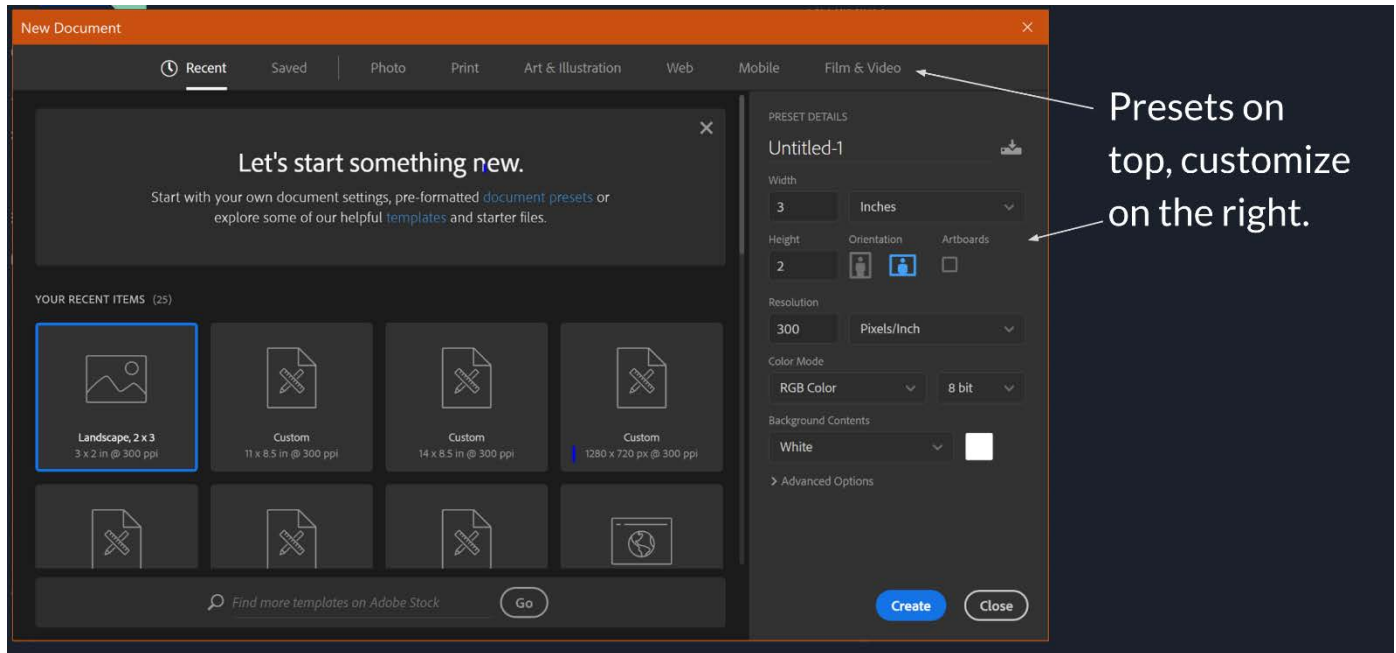 New Document
Recent Saved Photo Print Art & Illustration Web Mobile Film & Video
Let's start something new.
Start with your own document settings, pre-formatted document presets or
explore some of our helpful templates and starter files.
YOUR RECENT ITEMS (25)
Landscape, 2 x 3
3 x 2 in @ 300 ppi
Custom
11 x 8.5 in @ 300 ppi
Custom
14 x 8.5 in @ 300 ppi
Custom
1280 x 720 px @ 300 ppi
Find more templates on Adobe Stock Go
PRESET DETAILS
Untitled-1
Width
3 Inches
Height Orientation Artboards
2
Resolution
300 Pixels/Inch
Color Mode
RGB Color 8 bit
Background Contents
White
Advanced Options
Create Close
Presets on
top, customize
on the right.